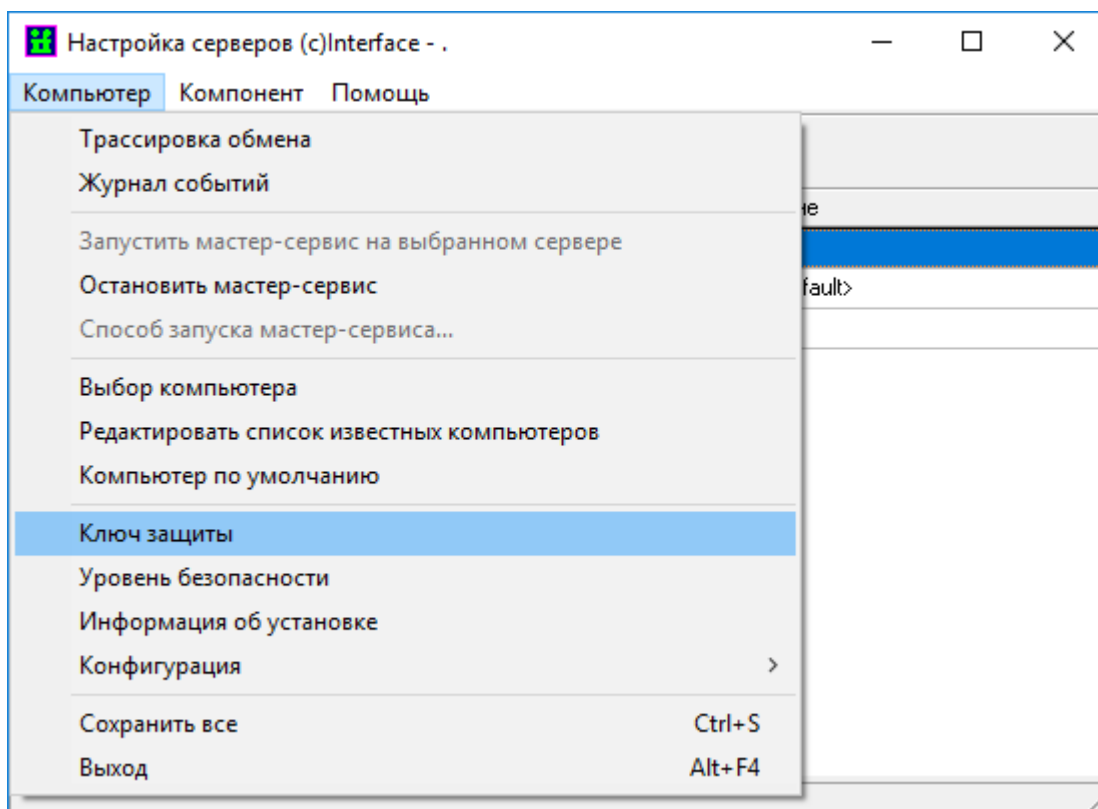 Настройка серверов (c)Interface - .
Компьютер Компонент Помощь
Трассировка обмена
Журнал событий
Запустить мастер-сервис на выбранном сервере
Остановить мастер-сервис
Способ запуска мастер-сервиса...
Выбор компьютера
Редактировать список известных компьютеров
Компьютер по умолчанию
Ключ защиты
Уровень безопасности
Информация об установке
Конфигурация
Сохранить все Ctrl+S
Выход Alt+F4
fault>